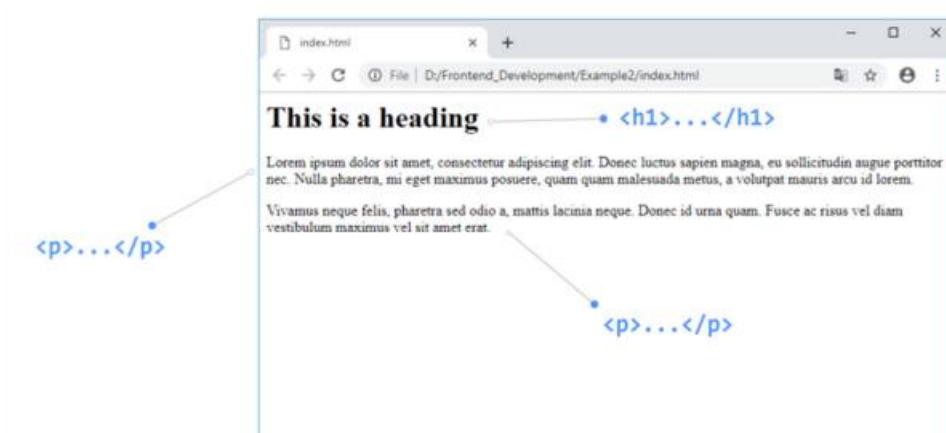 index.html
File | D:/Frontend_Development/Example2/index.html
This is a heading
<h1>...</h1>
Lorem ipsum dolor sit amet, consectetur adipiscing elit. Donec luctus sapien magna, eu sollicitudin augue porttitor
nec. Nulla pharetra, mi eget maximus posuere, quam quam malesuada metus, a volutpat mauris arcu id lorem.
Vivamus neque felis, pharetra sed odio a, mattis lacinia neque. Donec id urna quam. Fusce ac risus vel diam
vestibulum maximus vel sit amet erat.
<p>...</p>
<p>...</p>